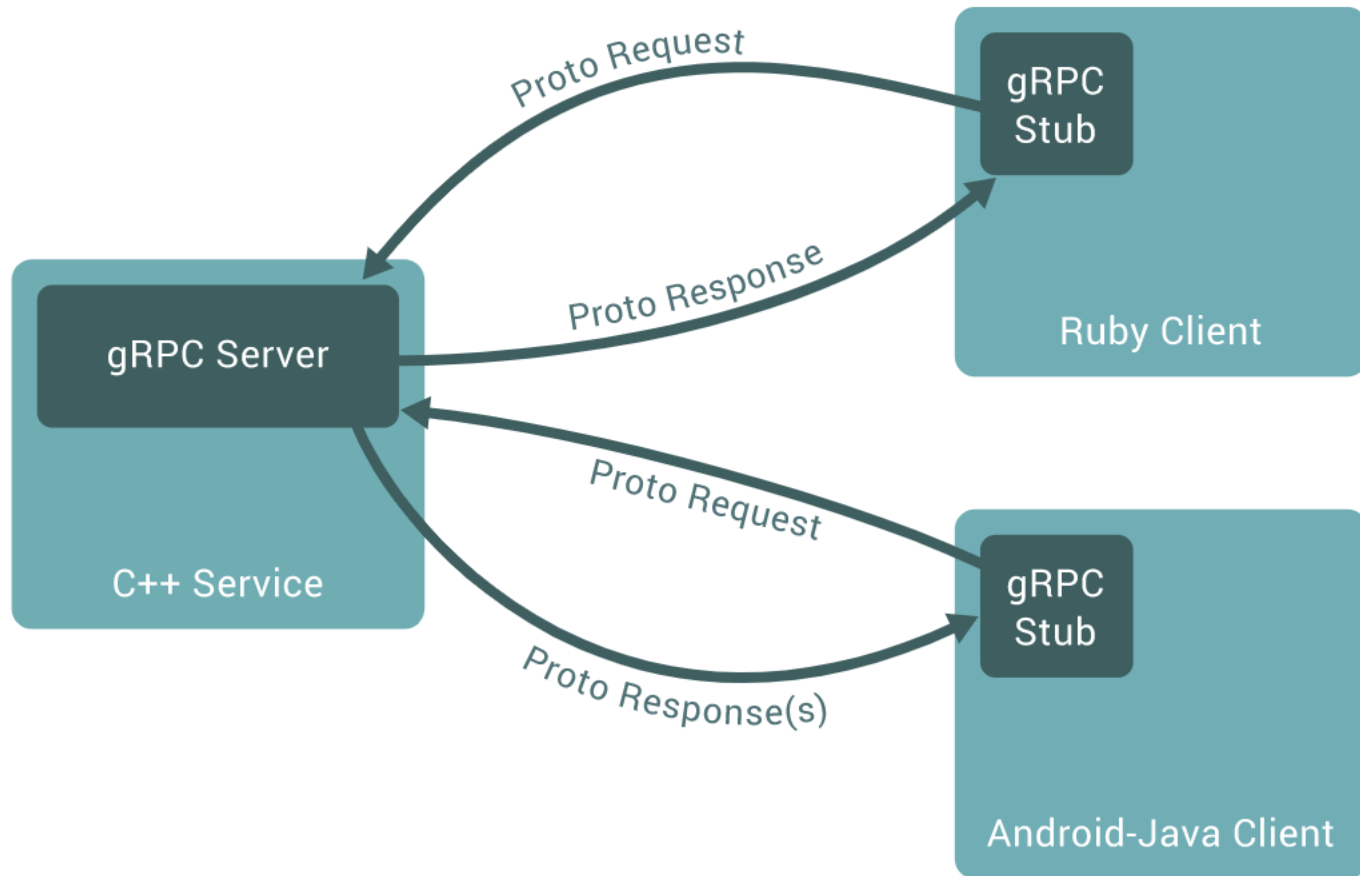 Proto Request
gRPC
Stub
Proto Response
Ruby Client
gRPC Server
C++ Service
Proto Request
gRPC
Stub
Proto Response(s)
Android-Java Client